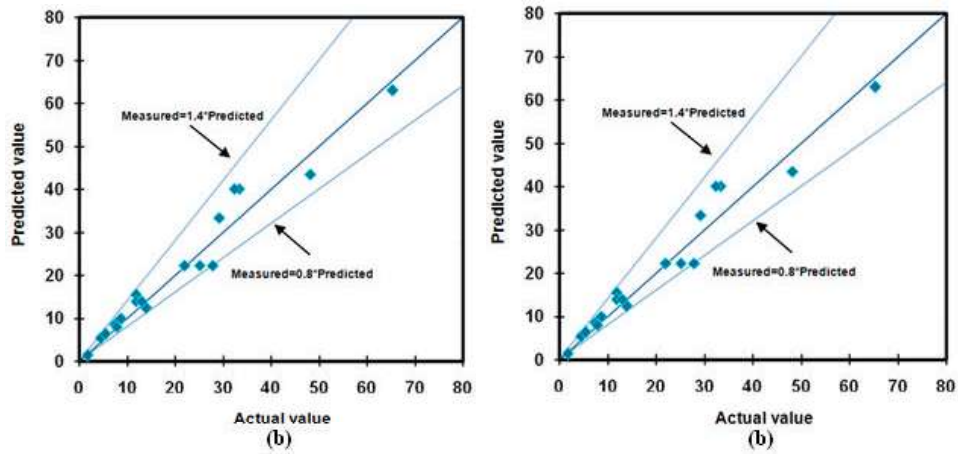 80
70
60
50
40
30
20
10
0
Predicted value
Measured=1.4*Predicted
Measured=0.8*Predicted
0 10 20 30 40 50 60 70 80
Actual value
(b)
80
70
60
50
40
30
20
10
0
Predicted value
Measured=1.4*Predicted
Measured=0.8*Predicted
0 10 20 30 40 50 60 70 80
Actual value
(b)